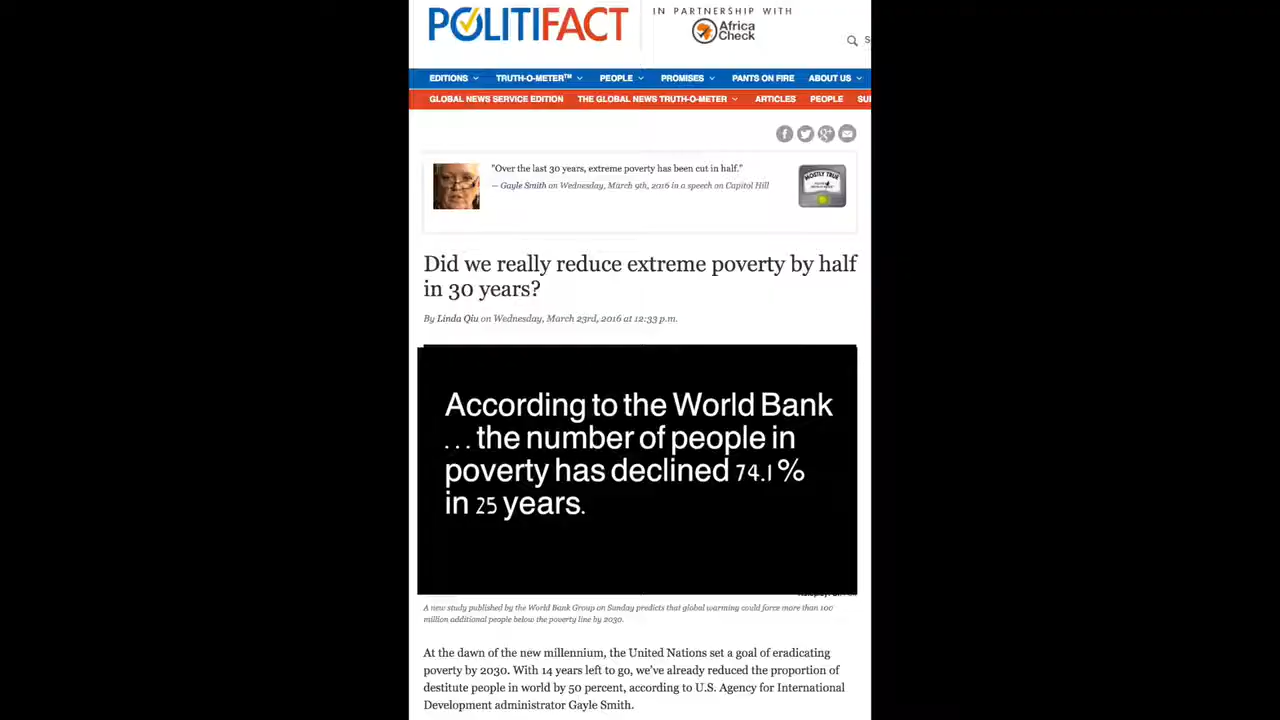 POLITIFACT
IN PARTNERSHIP WITH
Africa
Check
S
EDITIONS TRUTH-O-METER™ PEOPLE PROMISES PANTS ON FIRE ABOUT US
GLOBAL NEWS SERVICE EDITION THE GLOBAL NEWS TRUTH-O-METER ARTICLES PEOPLE SU
"Over the last 30 years, extreme poverty has been cut in half."
— Gayle Smith on Wednesday, March 9th, 2016 in a speech on Capitol Hill
MOSTLY TRUE
Did we really reduce extreme poverty by half
in 30 years?
By Linda Qiu on Wednesday, March 23rd, 2016 at 12:33 p.m.
According to the World Bank
... the number of people in
poverty has declined 74.1%
in 25 years.
A new study published by the World Bank Group on Sunday predicts that global warming could force more than 100
million additional people below the poverty line by 2030.
At the dawn of the new millennium, the United Nations set a goal of eradicating
poverty by 2030. With 14 years left to go, we've already reduced the proportion of
destitute people in world by 50 percent, according to U.S. Agency for International
Development administrator Gayle Smith.